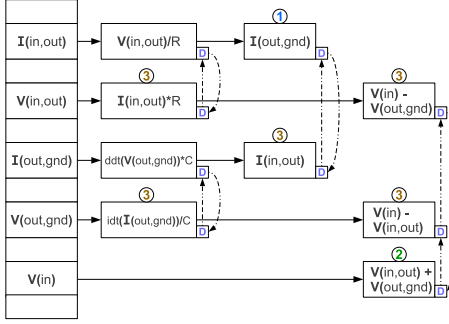 1
I(in,out)
V(in,out)/R
D
I(out,gnd)
D
3
V(in,out)
I(in,out)*R
D
3
V(in) -
V(out,gnd)
D
3
I(out,gnd)
ddt(V(out,gnd))*C
D
I(in,out)
D
3
3
V(out,gnd)
idt(I(out,gnd))/C
D
V(in) -
V(in,out)
D
2
V(in)
V(in,out) +
V(out,gnd)
D